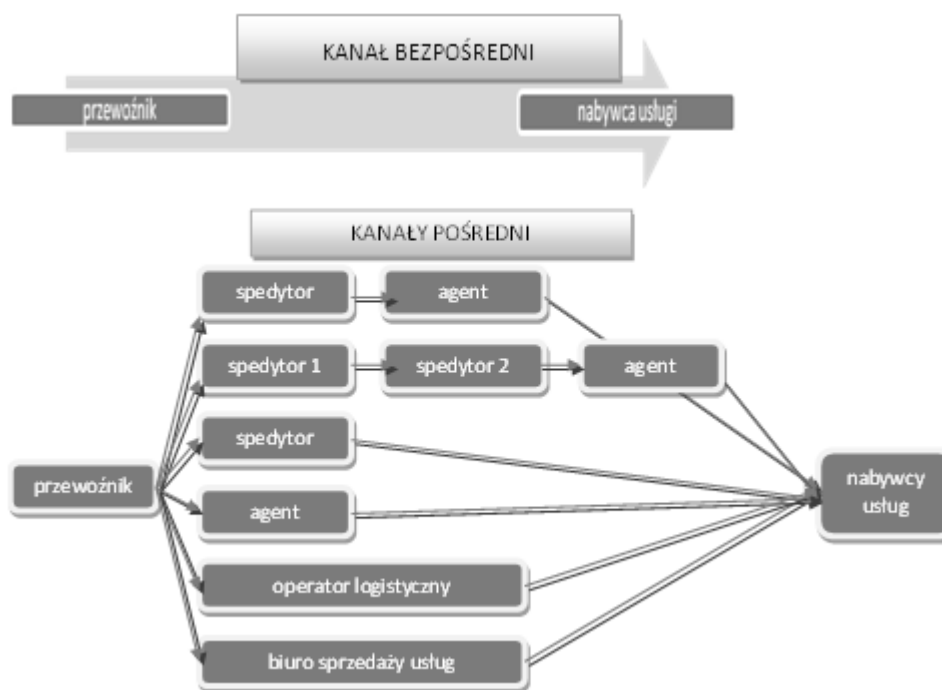 KANAŁ BEZPOŚREDNI
przewoźnik
nabywca usługi
KANAŁY POŚREDNI
spedytor
agent
spedytor 1
spedytor 2
agent
spedytor
przewoźnik
nabywcy
usług
agent
operator logistyczny
biuro sprzedaży usług